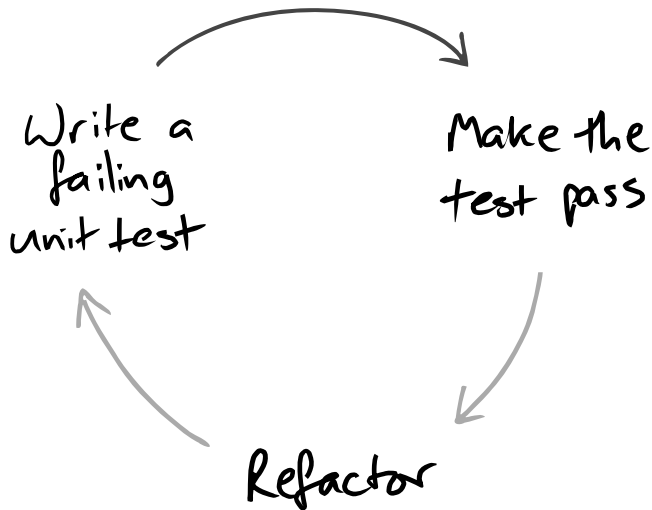 Write a
failing
unit test
Make the
test pass
Refactor